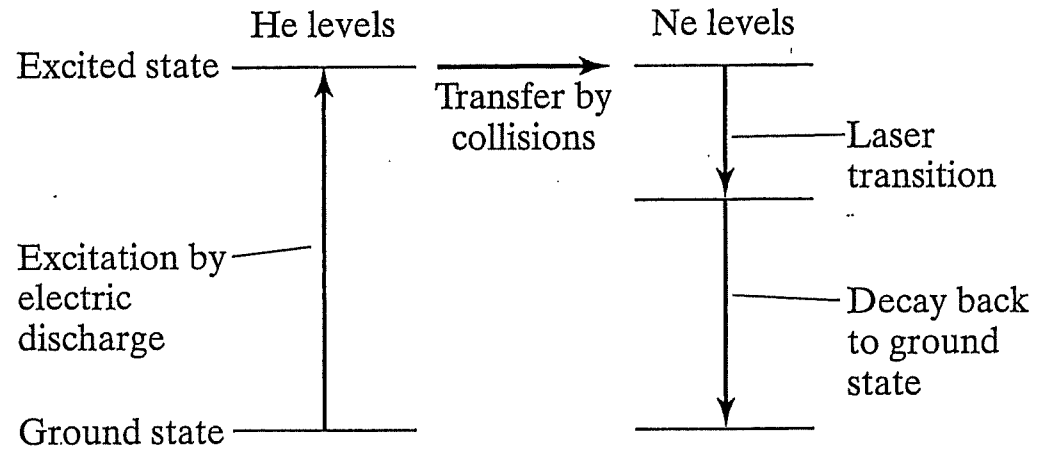 He levels
Ne levels
Excited state
Transfer by
collisions
Laser
transition
Excitation by
electric
discharge
Decay back
to ground
state
Ground state